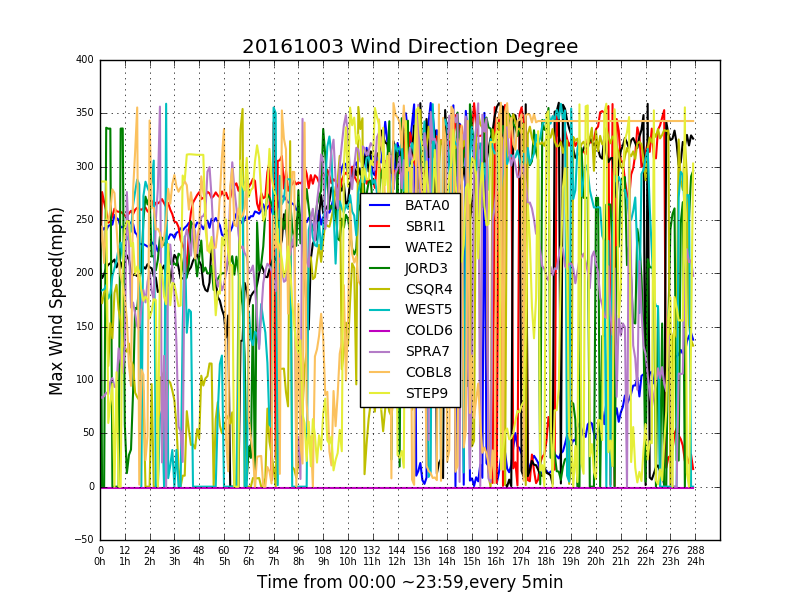 20161003 Wind Direction Degree
Max Wind Speed(mph)
400
350
300
250
200
150
100
50
0
−50
BATA0
SBRI1
WATE2
JORD3
CSQR4
WEST5
COLD6
SPRA7
COBL8
STEP9
0 12 24 36 48 60 72 84 96 108 120 132 144 156 168 180 192 204 216 228 240 252 264 276 288
0h 1h 2h 3h 4h 5h 6h 7h 8h 9h 10h 11h 12h 13h 14h 15h 16h 17h 18h 19h 20h 21h 22h 23h 24h
Time from 00:00 ~23:59,every 5min